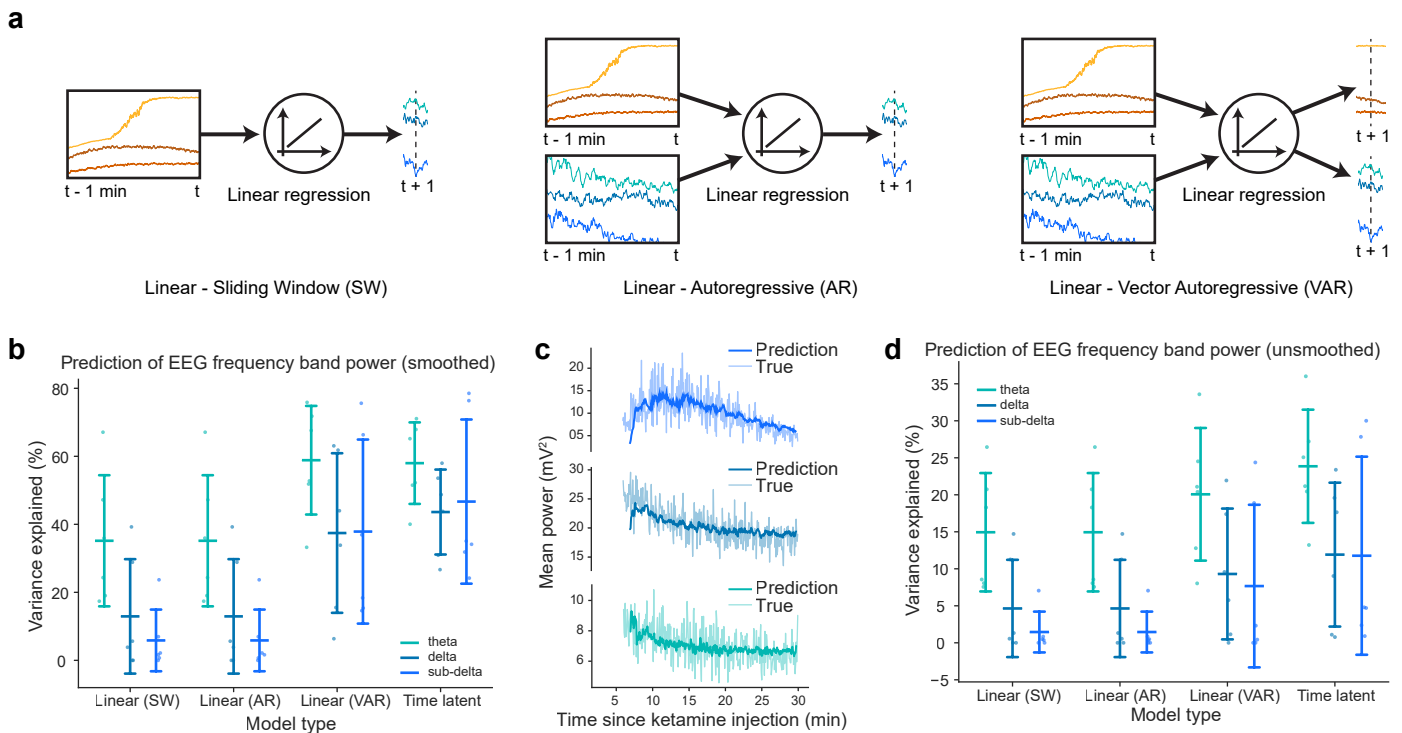 a
t - 1 min t
Linear regression
t + 1
Linear - Sliding Window (SW)
t - 1 min t
t - 1 min t
Linear regression
t + 1
Linear - Autoregressive (AR)
t - 1 min t
t - 1 min t
Linear regression
t + 1
t + 1
Linear - Vector Autoregressive (VAR)
b
Prediction of EEG frequency band power (smoothed)
Variance explained (%)
80
60
40
20
0
theta
delta
sub-delta
Linear (SW) Linear (AR) Linear (VAR) Time latent
Model type
c
Mean power (mV²)
Prediction
True
20
15
10
05
Prediction
True
30
25
20
15
Prediction
True
10
8
6
5 10 15 20 25 30
Time since ketamine injection (min)
d
Prediction of EEG frequency band power (unsmoothed)
Variance explained (%)
35
30
25
20
15
10
5
0
−5
theta
delta
sub-delta
Linear (SW) Linear (AR) Linear (VAR) Time latent
Model type